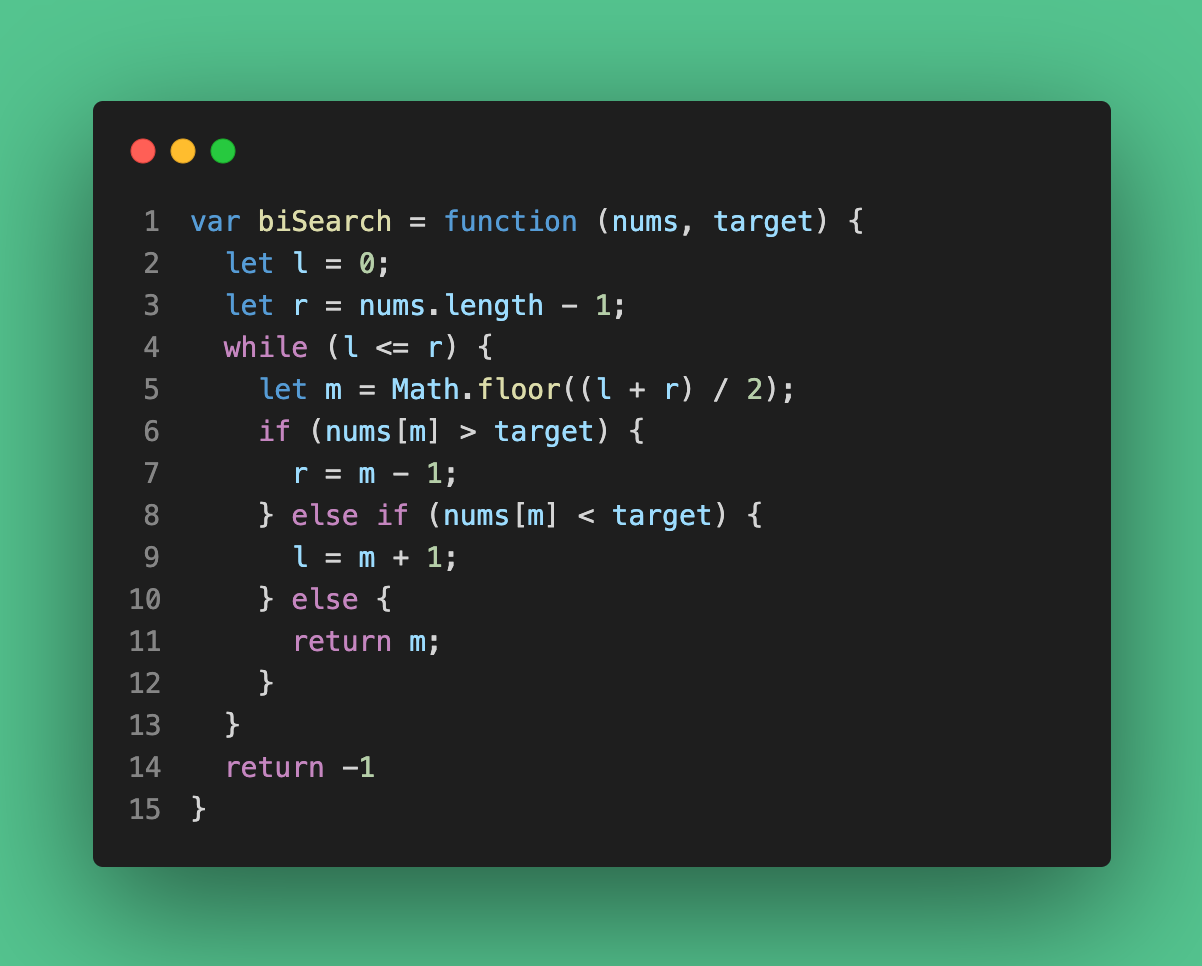 1 var biSearch = function (nums, target) {
2   let l = 0;
3   let r = nums.length - 1;
4   while (l <= r) {
5     let m = Math.floor((l + r) / 2);
6     if (nums[m] > target) {
7       r = m - 1;
8     } else if (nums[m] < target) {
9       l = m + 1;
10     } else {
11       return m;
12     }
13   }
14   return -1
15 }